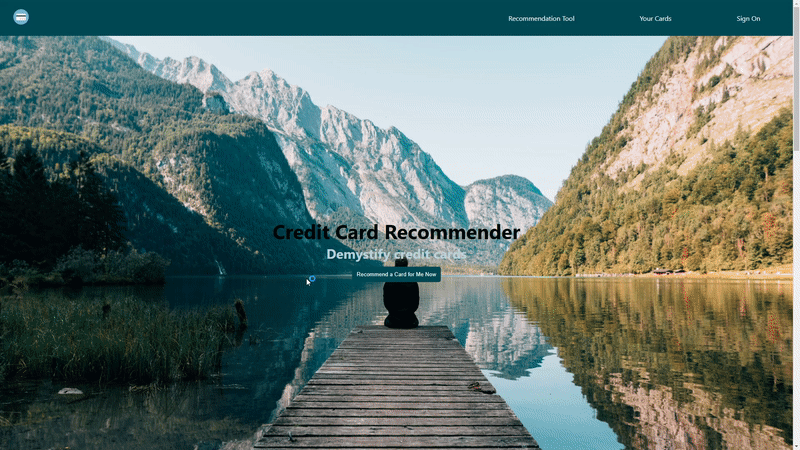 Recommendation Tool
Your Cards
Sign On
Credit Card Recommender
Demystify credit cards
Recommend a Card for Me Now